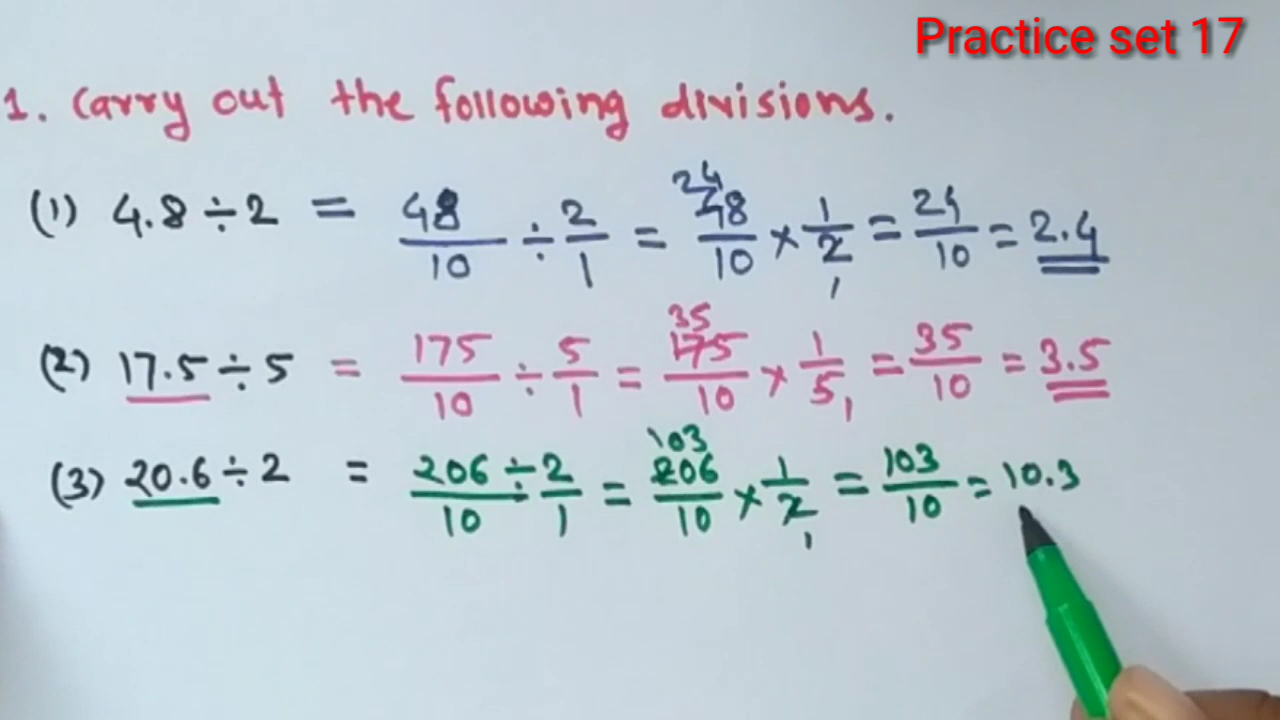 Practice set 17
1. Carry out the following divisions.
(1) 4.8 ÷ 2 = 48/10 ÷ 2/1 = 24 48/10 × 1/2 1 = 24/10 = 2.4
(2) 17.5 ÷ 5 = 175/10 ÷ 5/1 = 35 175/10 × 1/5 1 = 35/10 = 3.5
(3) 20.6 ÷ 2 = 206/10 ÷ 2/1 = 103 206/10 × 1/2 1 = 103/10 = 10.3